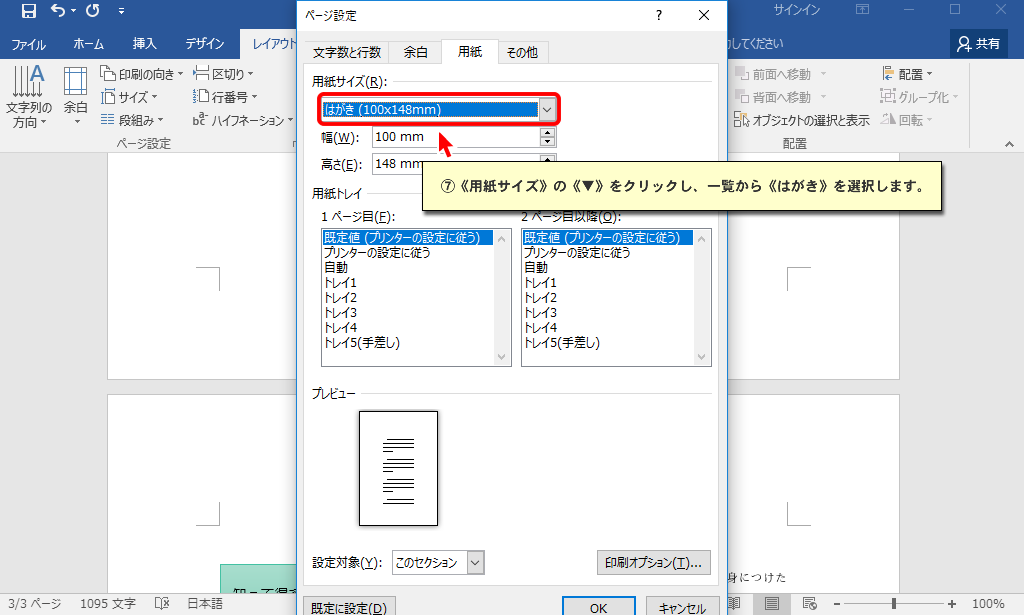 サインイン
ファイル
ホーム
挿入
デザイン
レイアウト
してください
共有
文字列の方向
余白
印刷の向き
サイズ
段組み
区切り
行番号
ハイフネーション
ページ設定
前面へ移動
背面へ移動
オブジェクトの選択と表示
配置
グループ化
回転
配置
ページ設定
?
文字数と行数
余白
用紙
その他
用紙サイズ(R):
はがき (100x148mm)
幅(W):
100 mm
高さ(E):
148 mm
⑦《用紙サイズ》の《▼》をクリックし、一覧から《はがき》を選択します。
用紙トレイ
1 ページ目(F):
既定値 (プリンターの設定に従う)
プリンターの設定に従う
自動
トレイ1
トレイ2
トレイ3
トレイ4
トレイ5(手差し)
2 ページ目以降(O):
既定値 (プリンターの設定に従う)
プリンターの設定に従う
自動
トレイ1
トレイ2
トレイ3
トレイ4
トレイ5(手差し)
プレビュー
設定対象(Y):
このセクション
印刷オプション(T)...
既定に設定(D)
OK
キャンセル
身につけた
3/3 ページ
1095 文字
日本語
100%